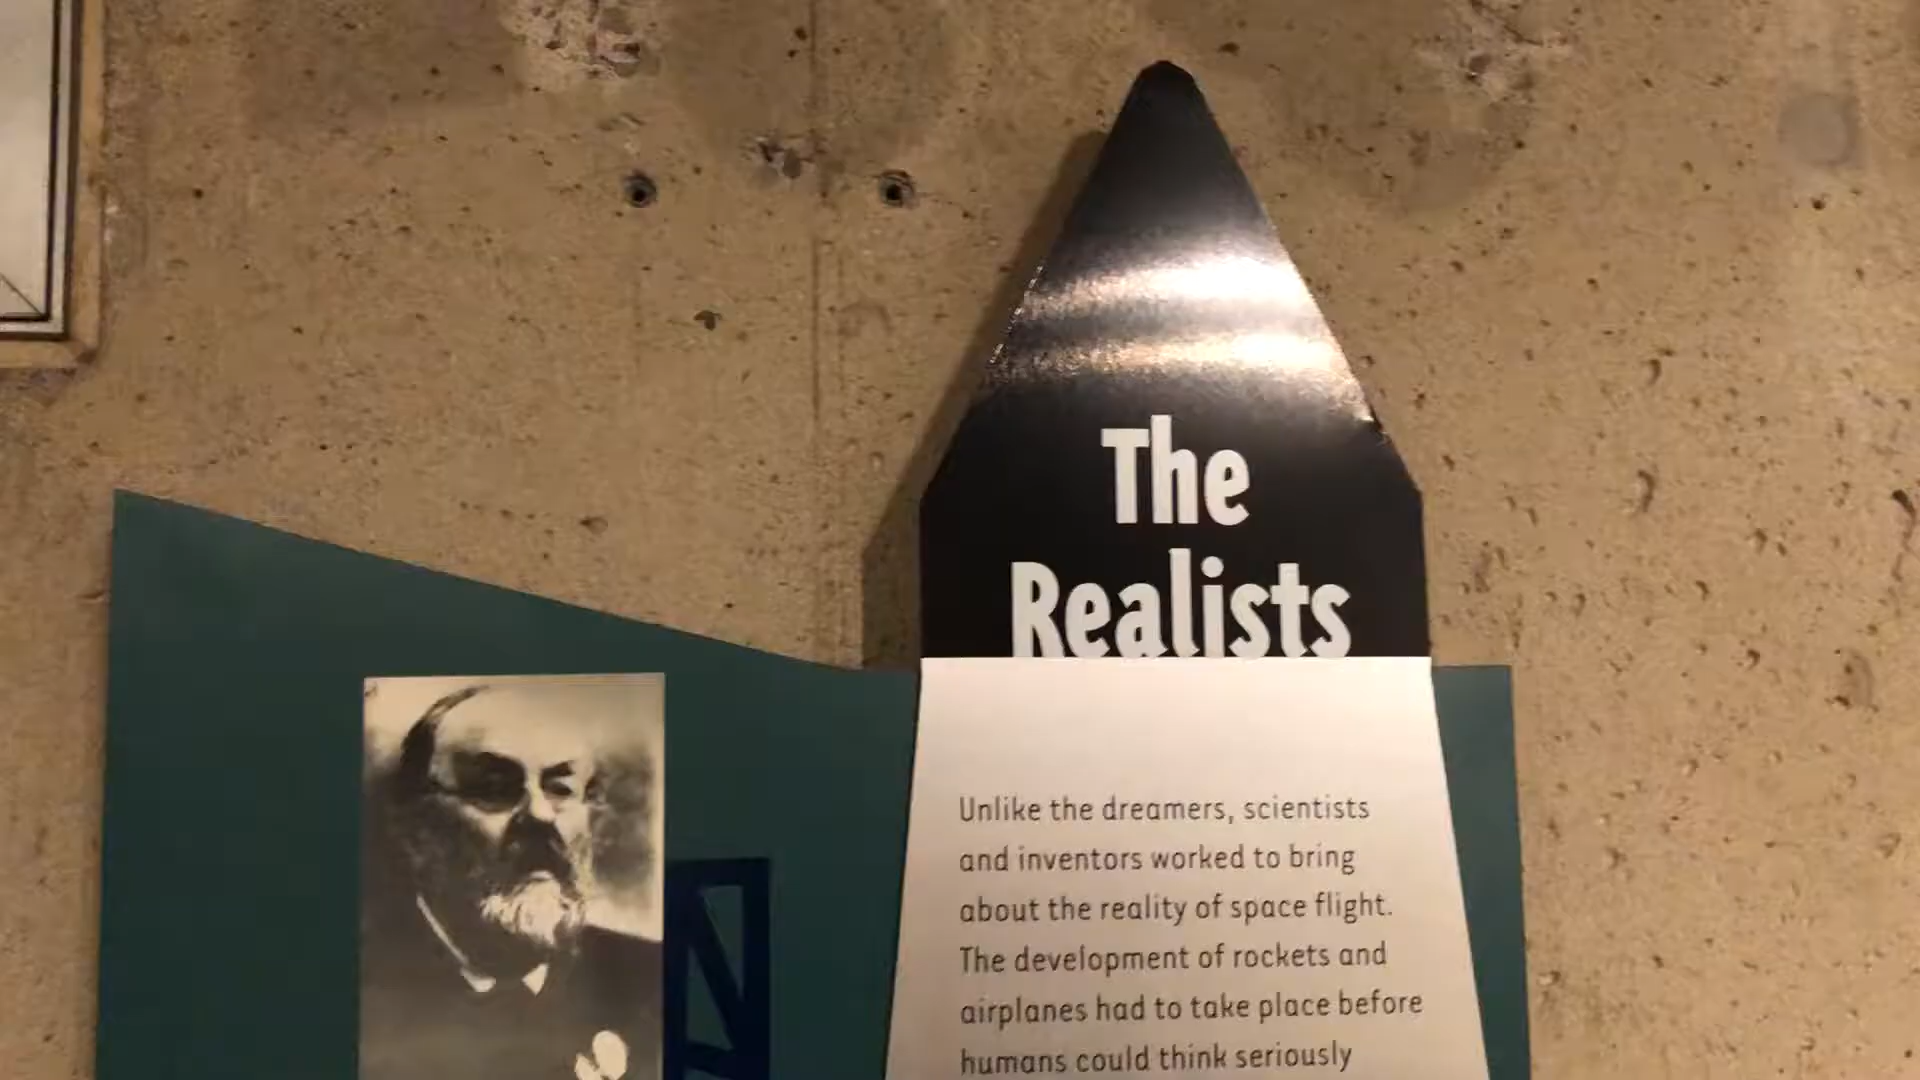 The
Realists
Unlike the dreamers, scientists
and inventors worked to bring
about the reality of space flight.
The development of rockets and
airplanes had to take place before
humans could think seriously